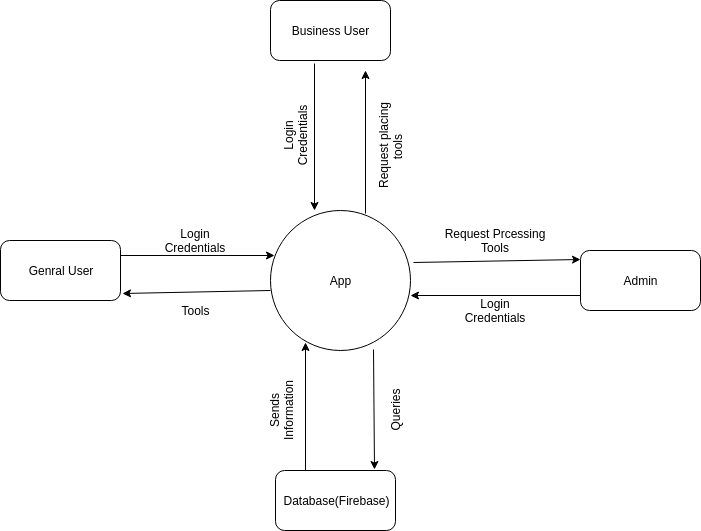 Business User
Login
Credentials
Request placing
tools
Login
Credentials
Request Prcessing
Tools
Genral User
App
Admin
Tools
Login
Credentials
Sends
Information
Queries
Database(Firebase)